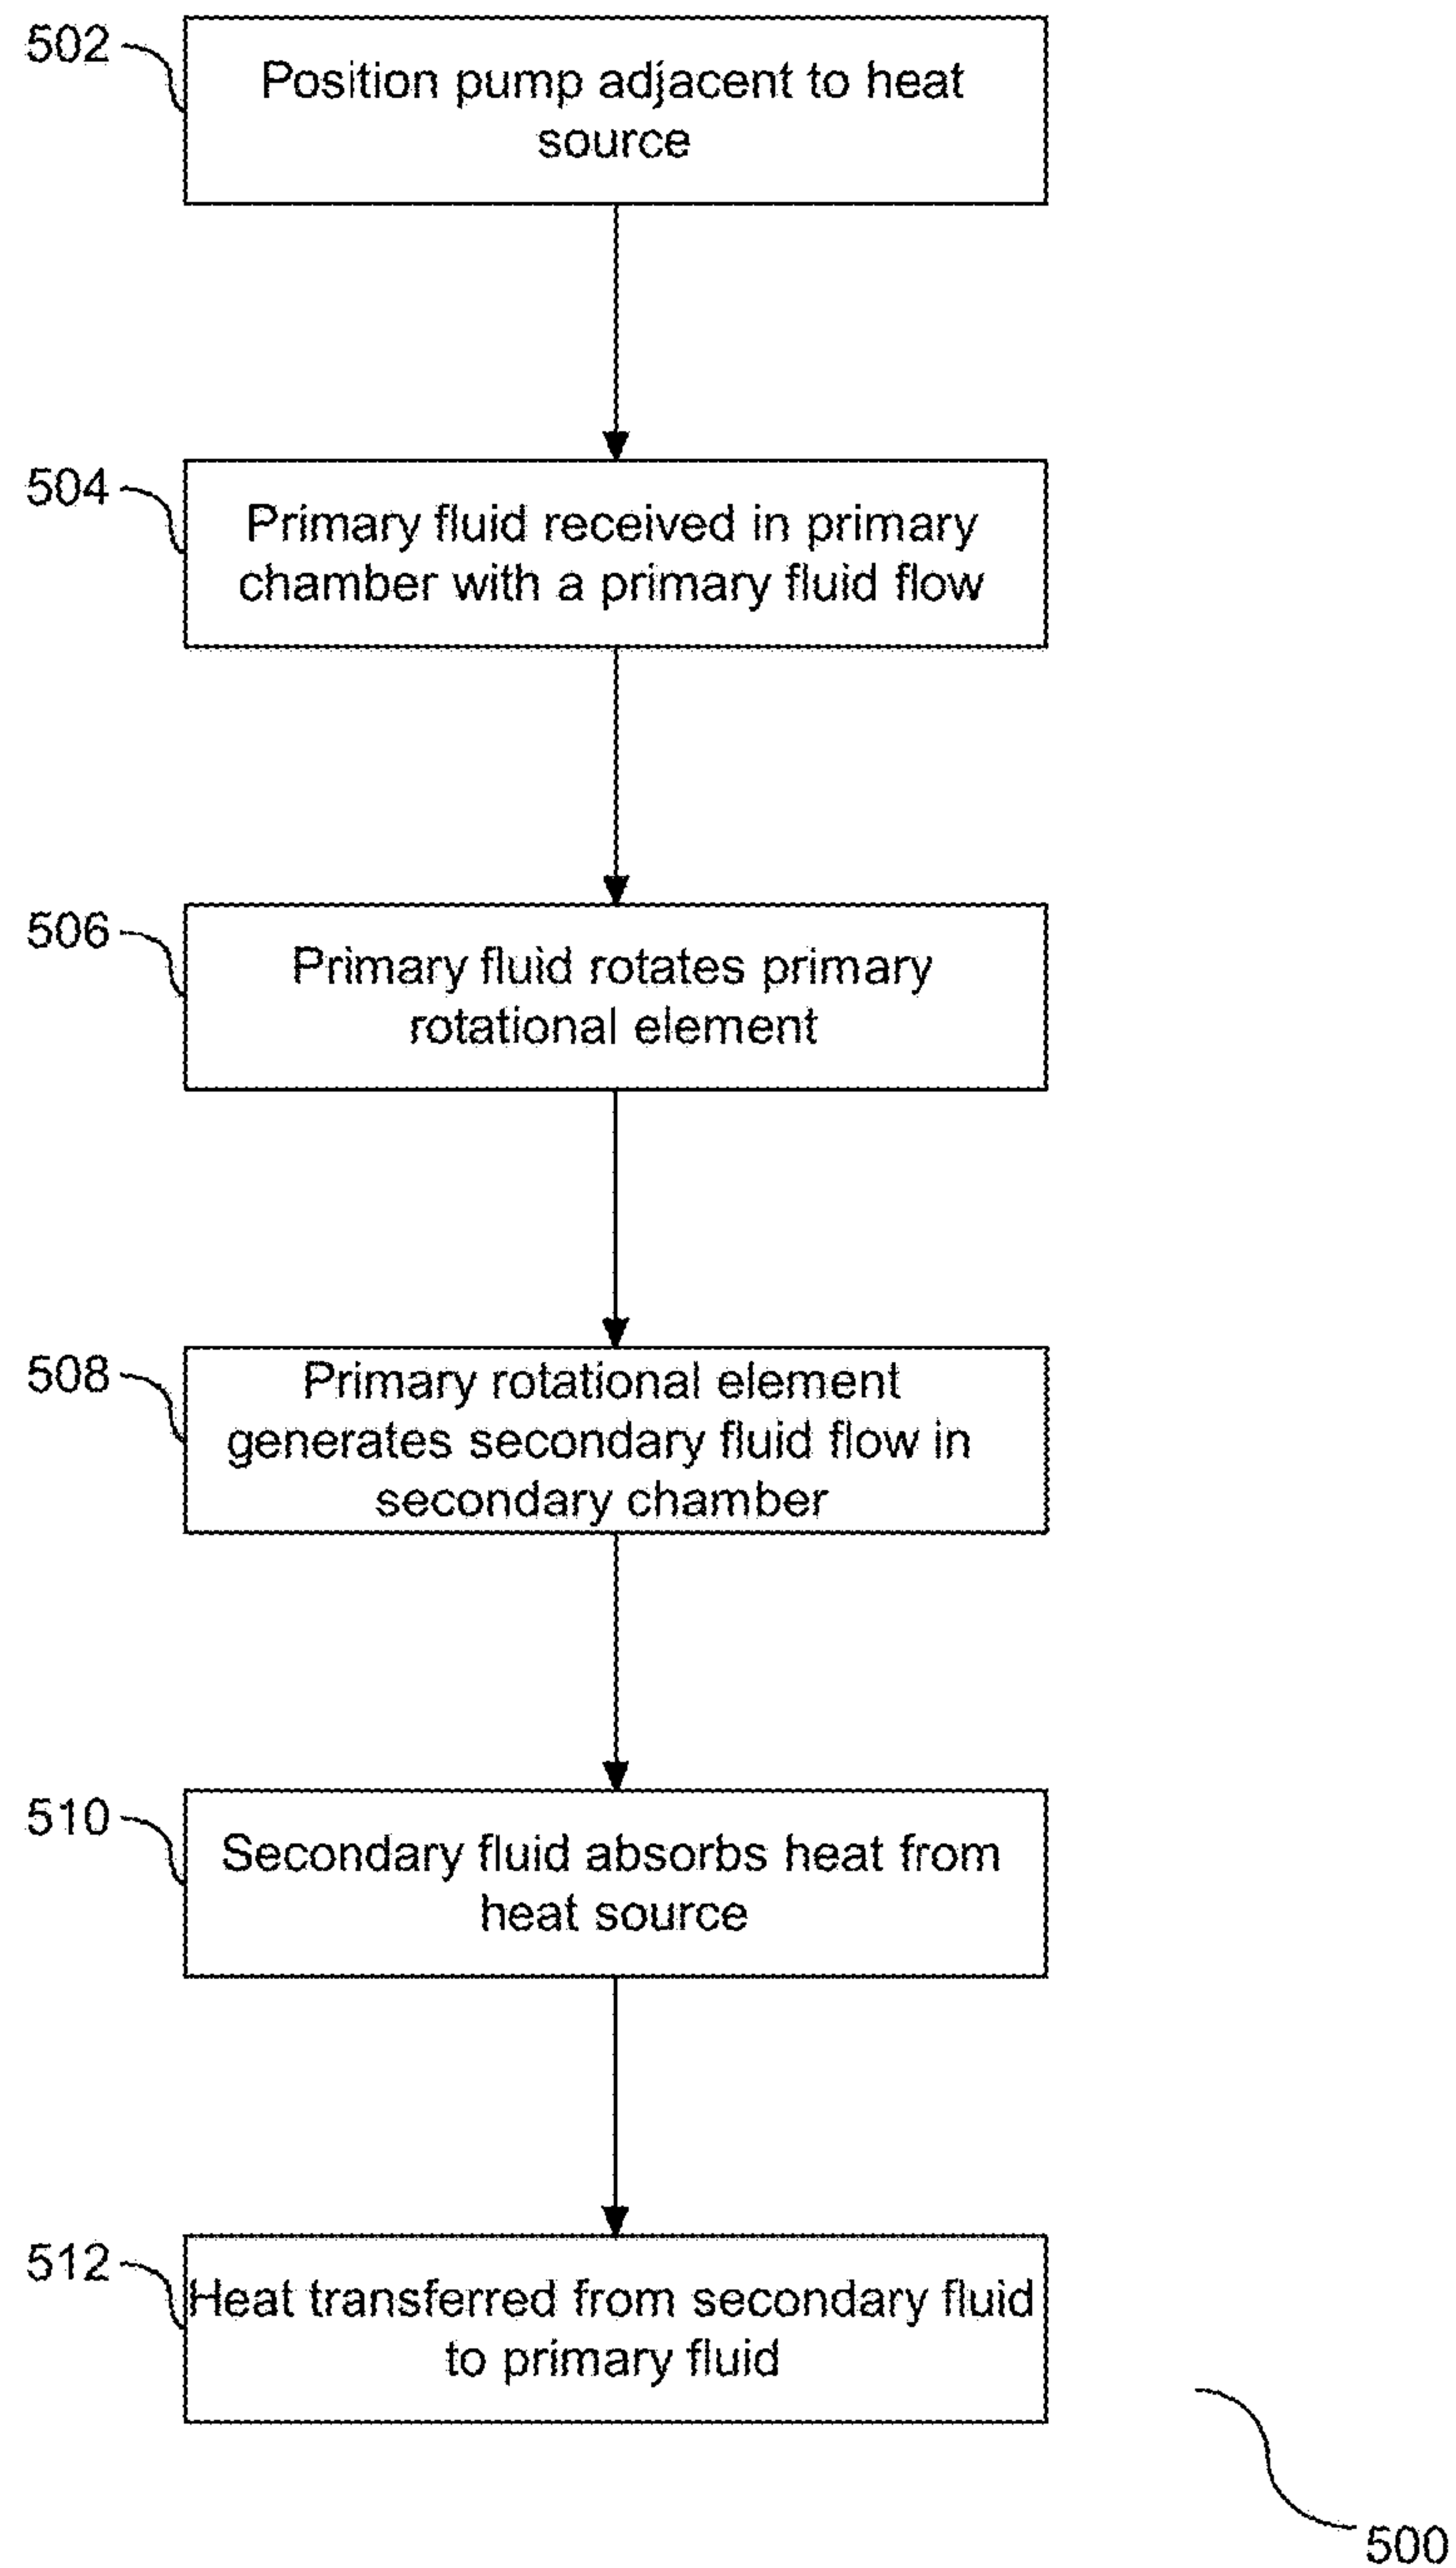 502
Position pump adjacent to heat
source
504
Primary fluid received in primary
chamber with a primary fluid flow
506
Primary fluid rotates primary
rotational element
508
Primary rotational element
generates secondary fluid flow in
secondary chamber
510
Secondary fluid absorbs heat from
heat source
512
Heat transferred from secondary fluid
to primary fluid
500